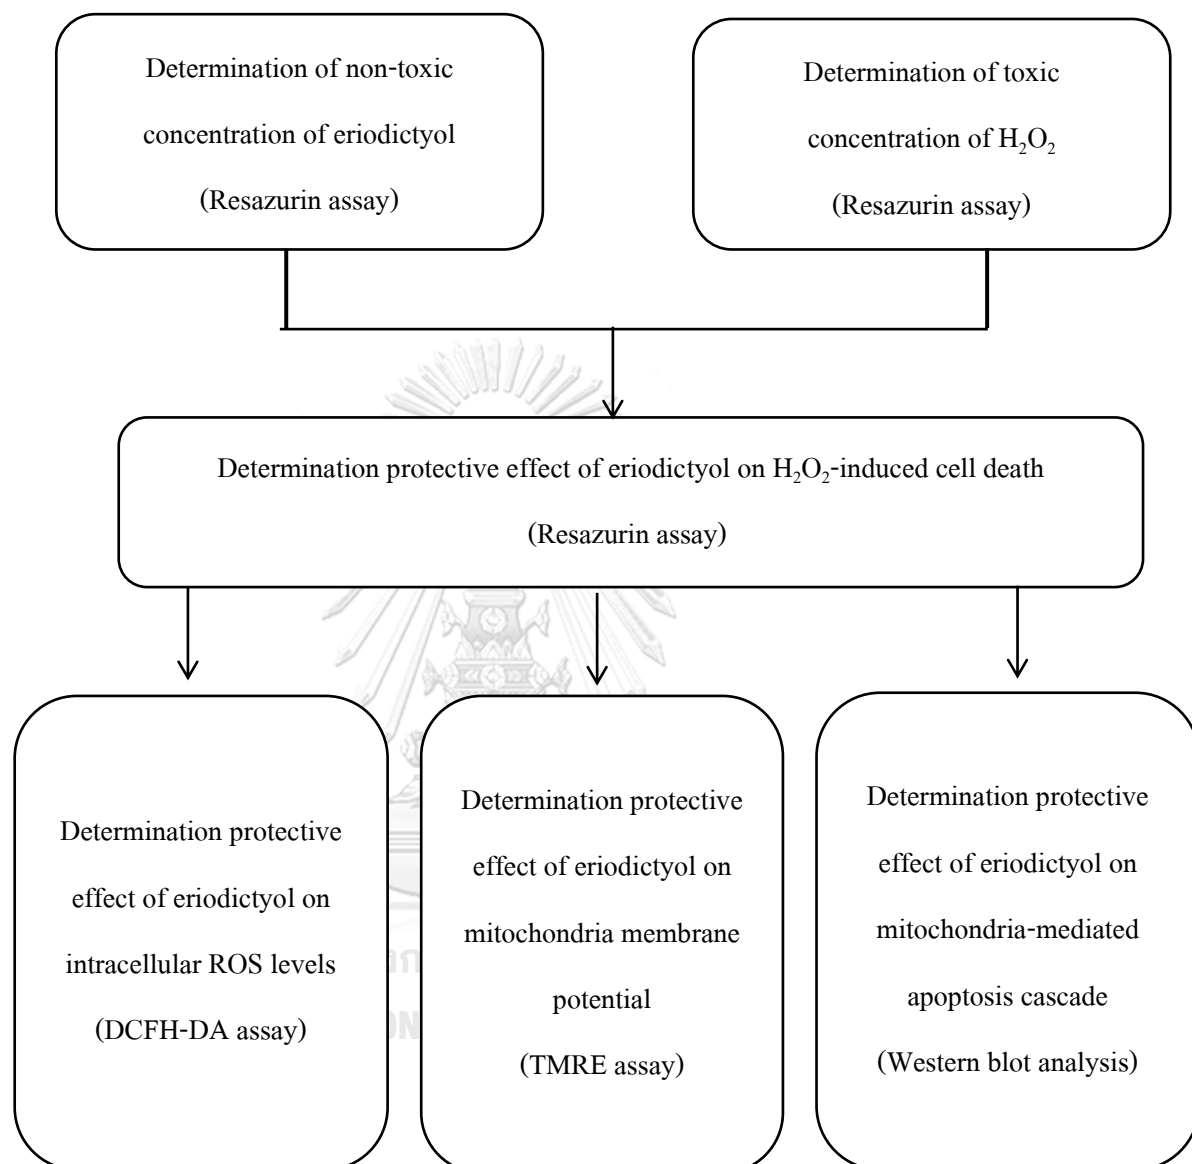 Determination of non-toxic
concentration of eriodictyol
(Resazurin assay)
Determination of toxic
concentration of H₂O₂
(Resazurin assay)
Determination protective effect of eriodictyol on H₂O₂-induced cell death
(Resazurin assay)
Determination protective
effect of eriodictyol on
intracellular ROS levels
(DCFH-DA assay)
Determination protective
effect of eriodictyol on
mitochondria membrane
potential
(TMRE assay)
Determination protective
effect of eriodictyol on
mitochondria-mediated
apoptosis cascade
(Western blot analysis)